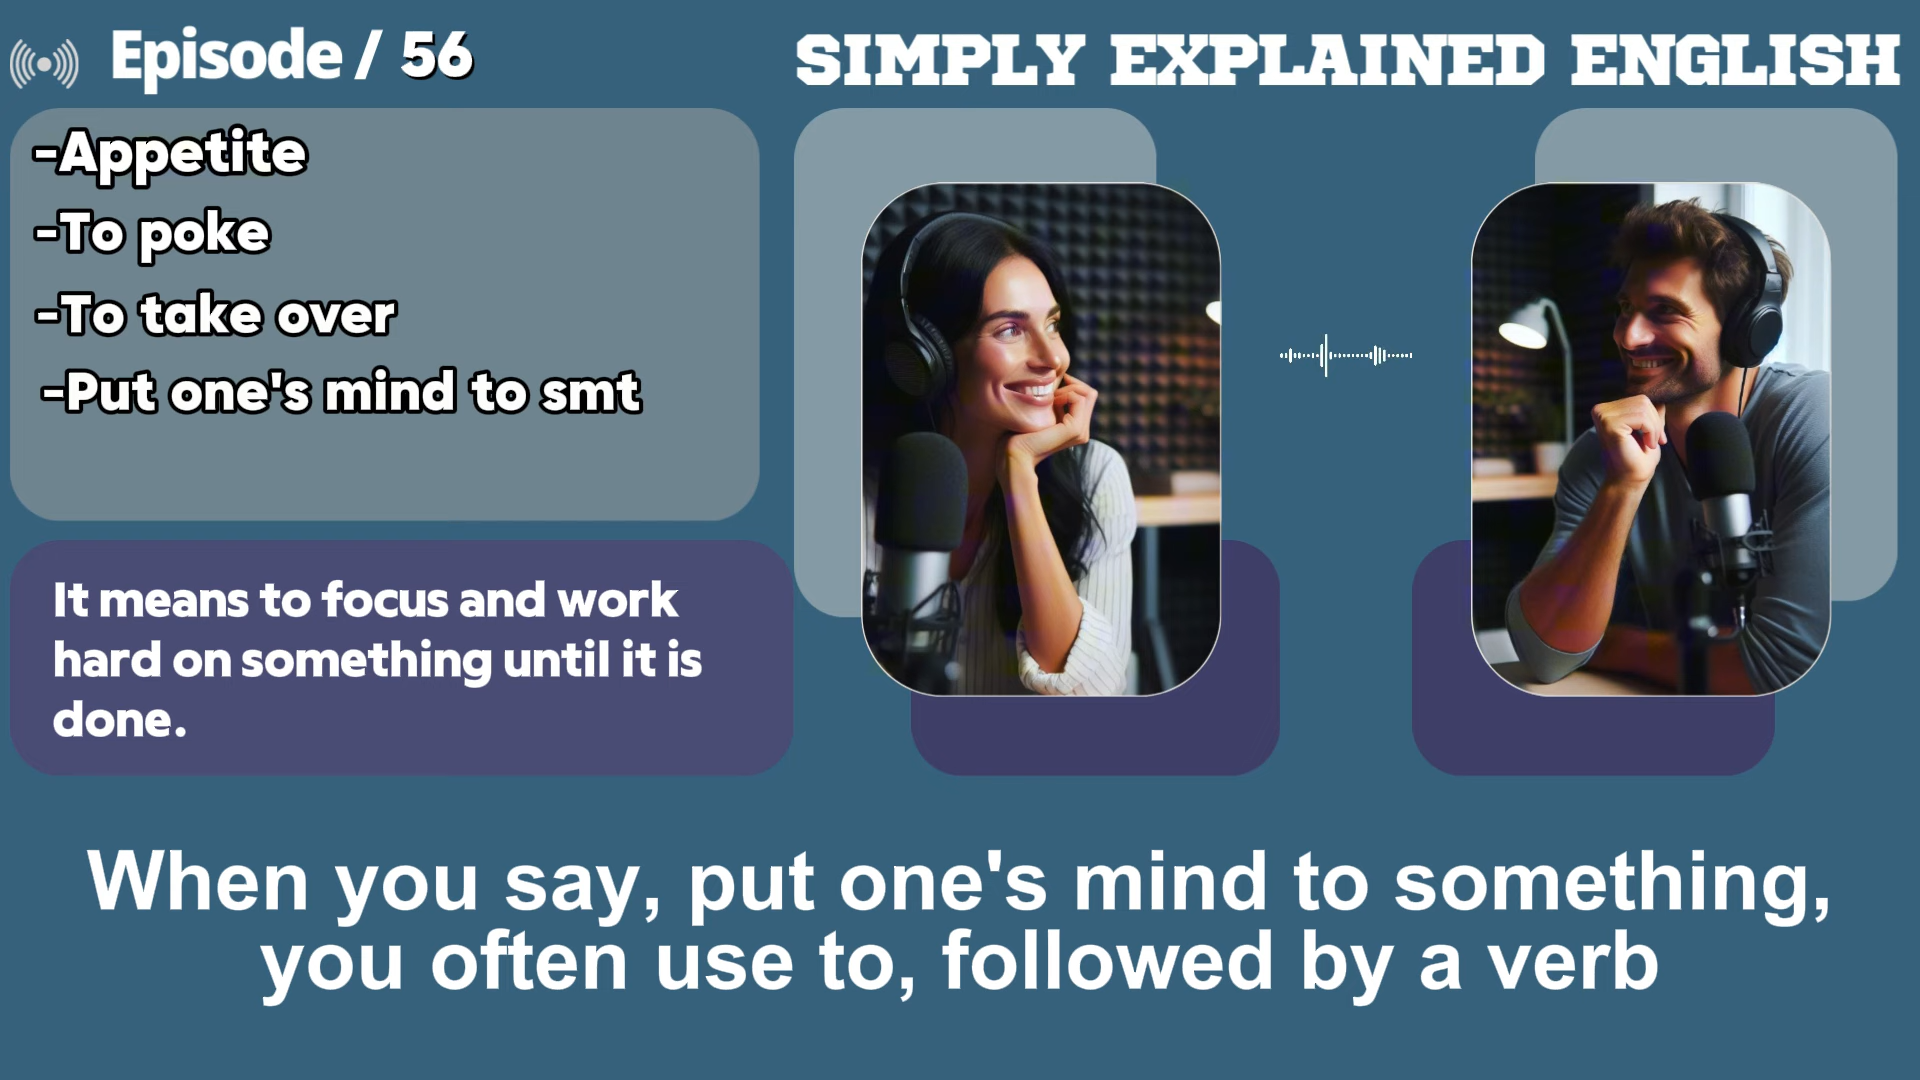 Episode / 56
SIMPLY EXPLAINED ENGLISH
-Appetite
-To poke
-To take over
-Put one's mind to smt
It means to focus and work
hard on something until it is
done.
When you say, put one's mind to something,
you often use to, followed by a verb